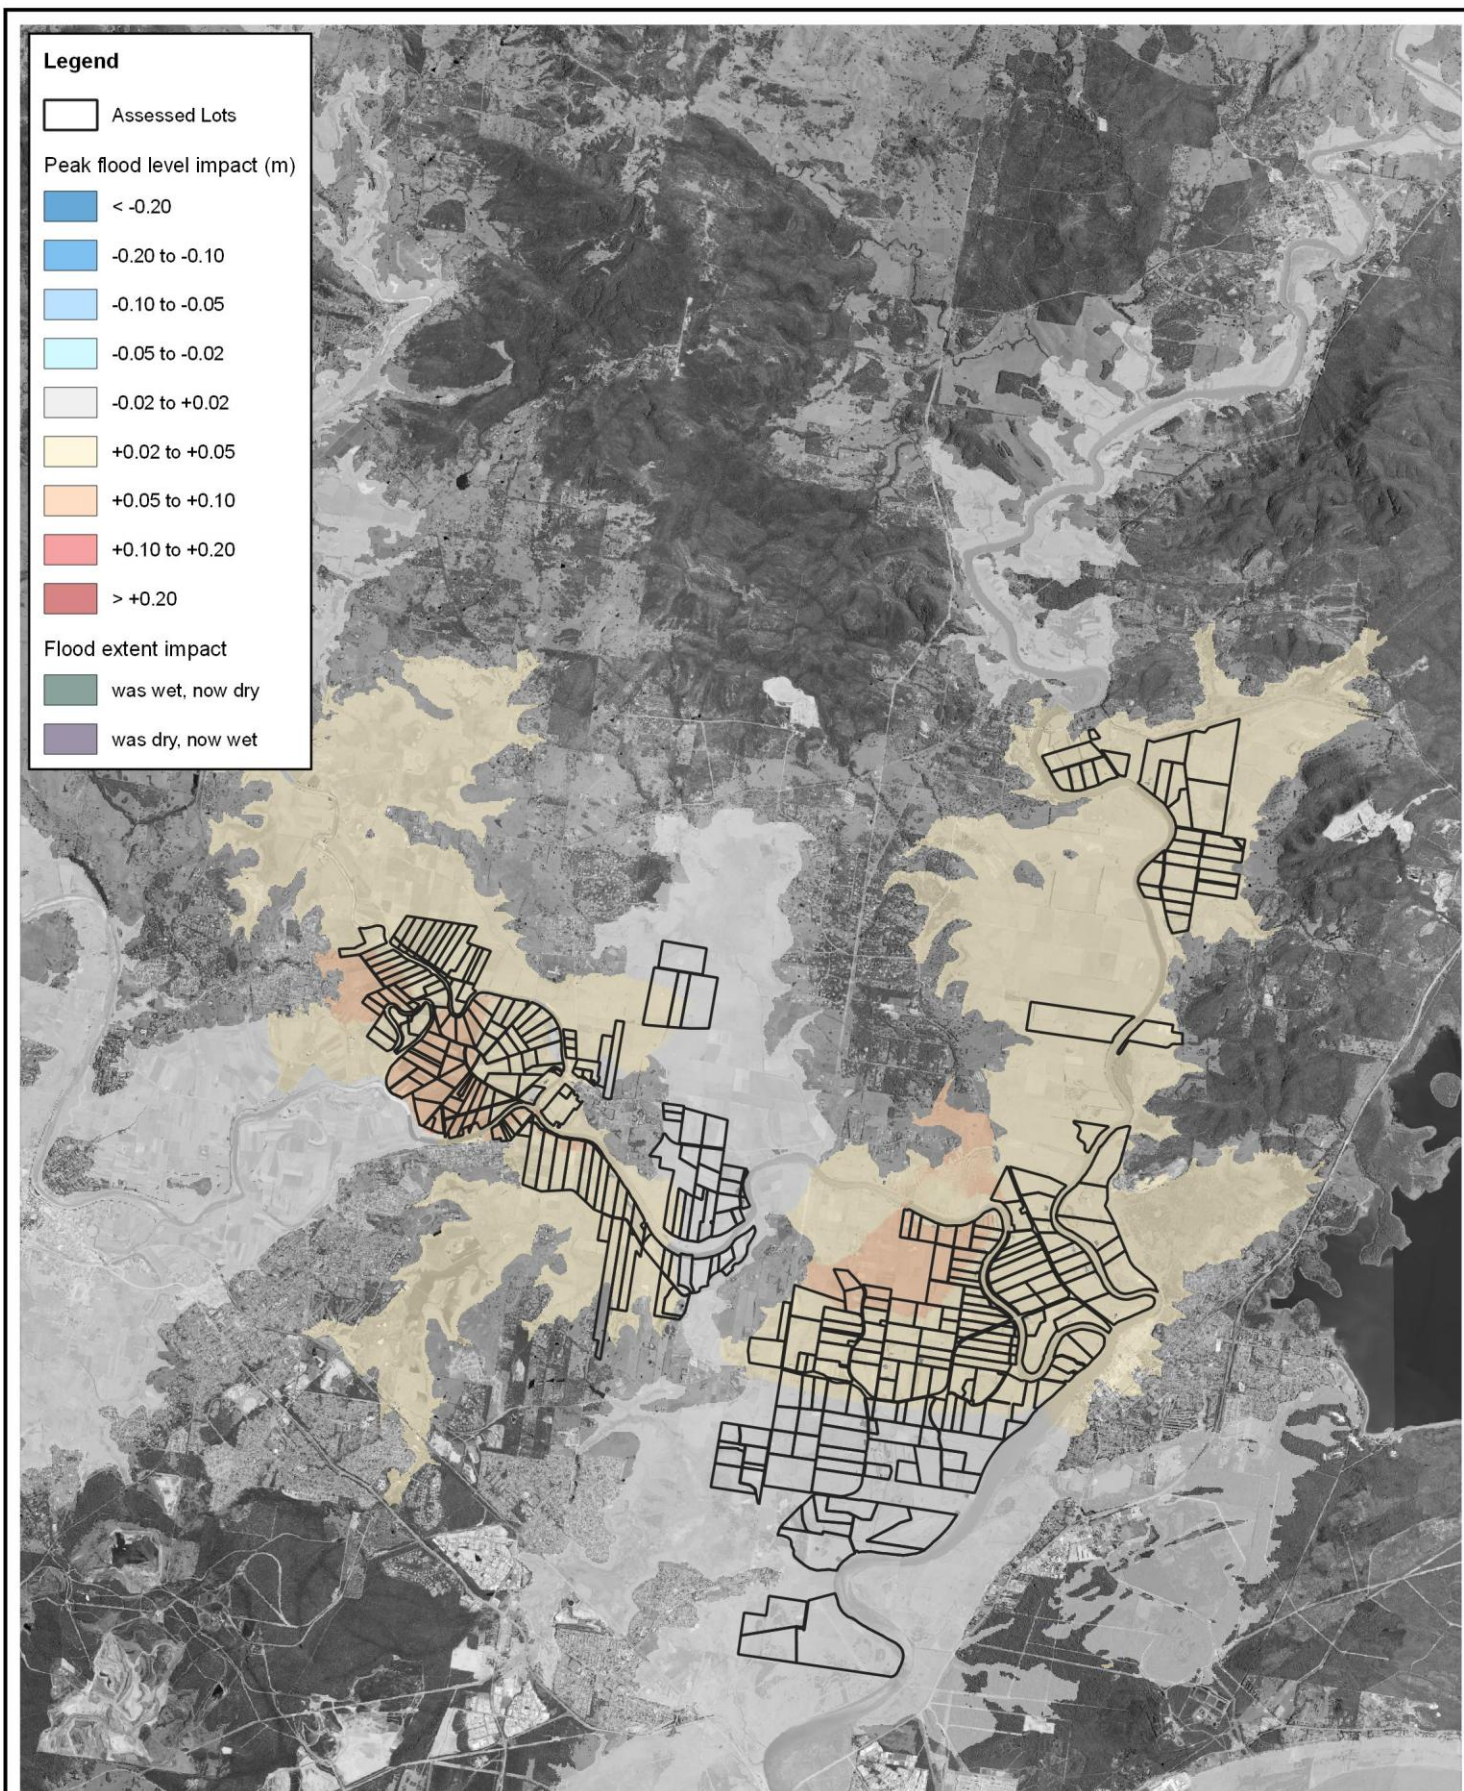 Legend
Assessed Lots
Peak flood level impact (m)
< -0.20
-0.20 to -0.10
-0.10 to -0.05
-0.05 to -0.02
-0.02 to +0.02
+0.02 to +0.05
+0.05 to +0.10
+0.10 to +0.20
> +0.20
Flood extent impact
was wet, now dry
was dry, now wet